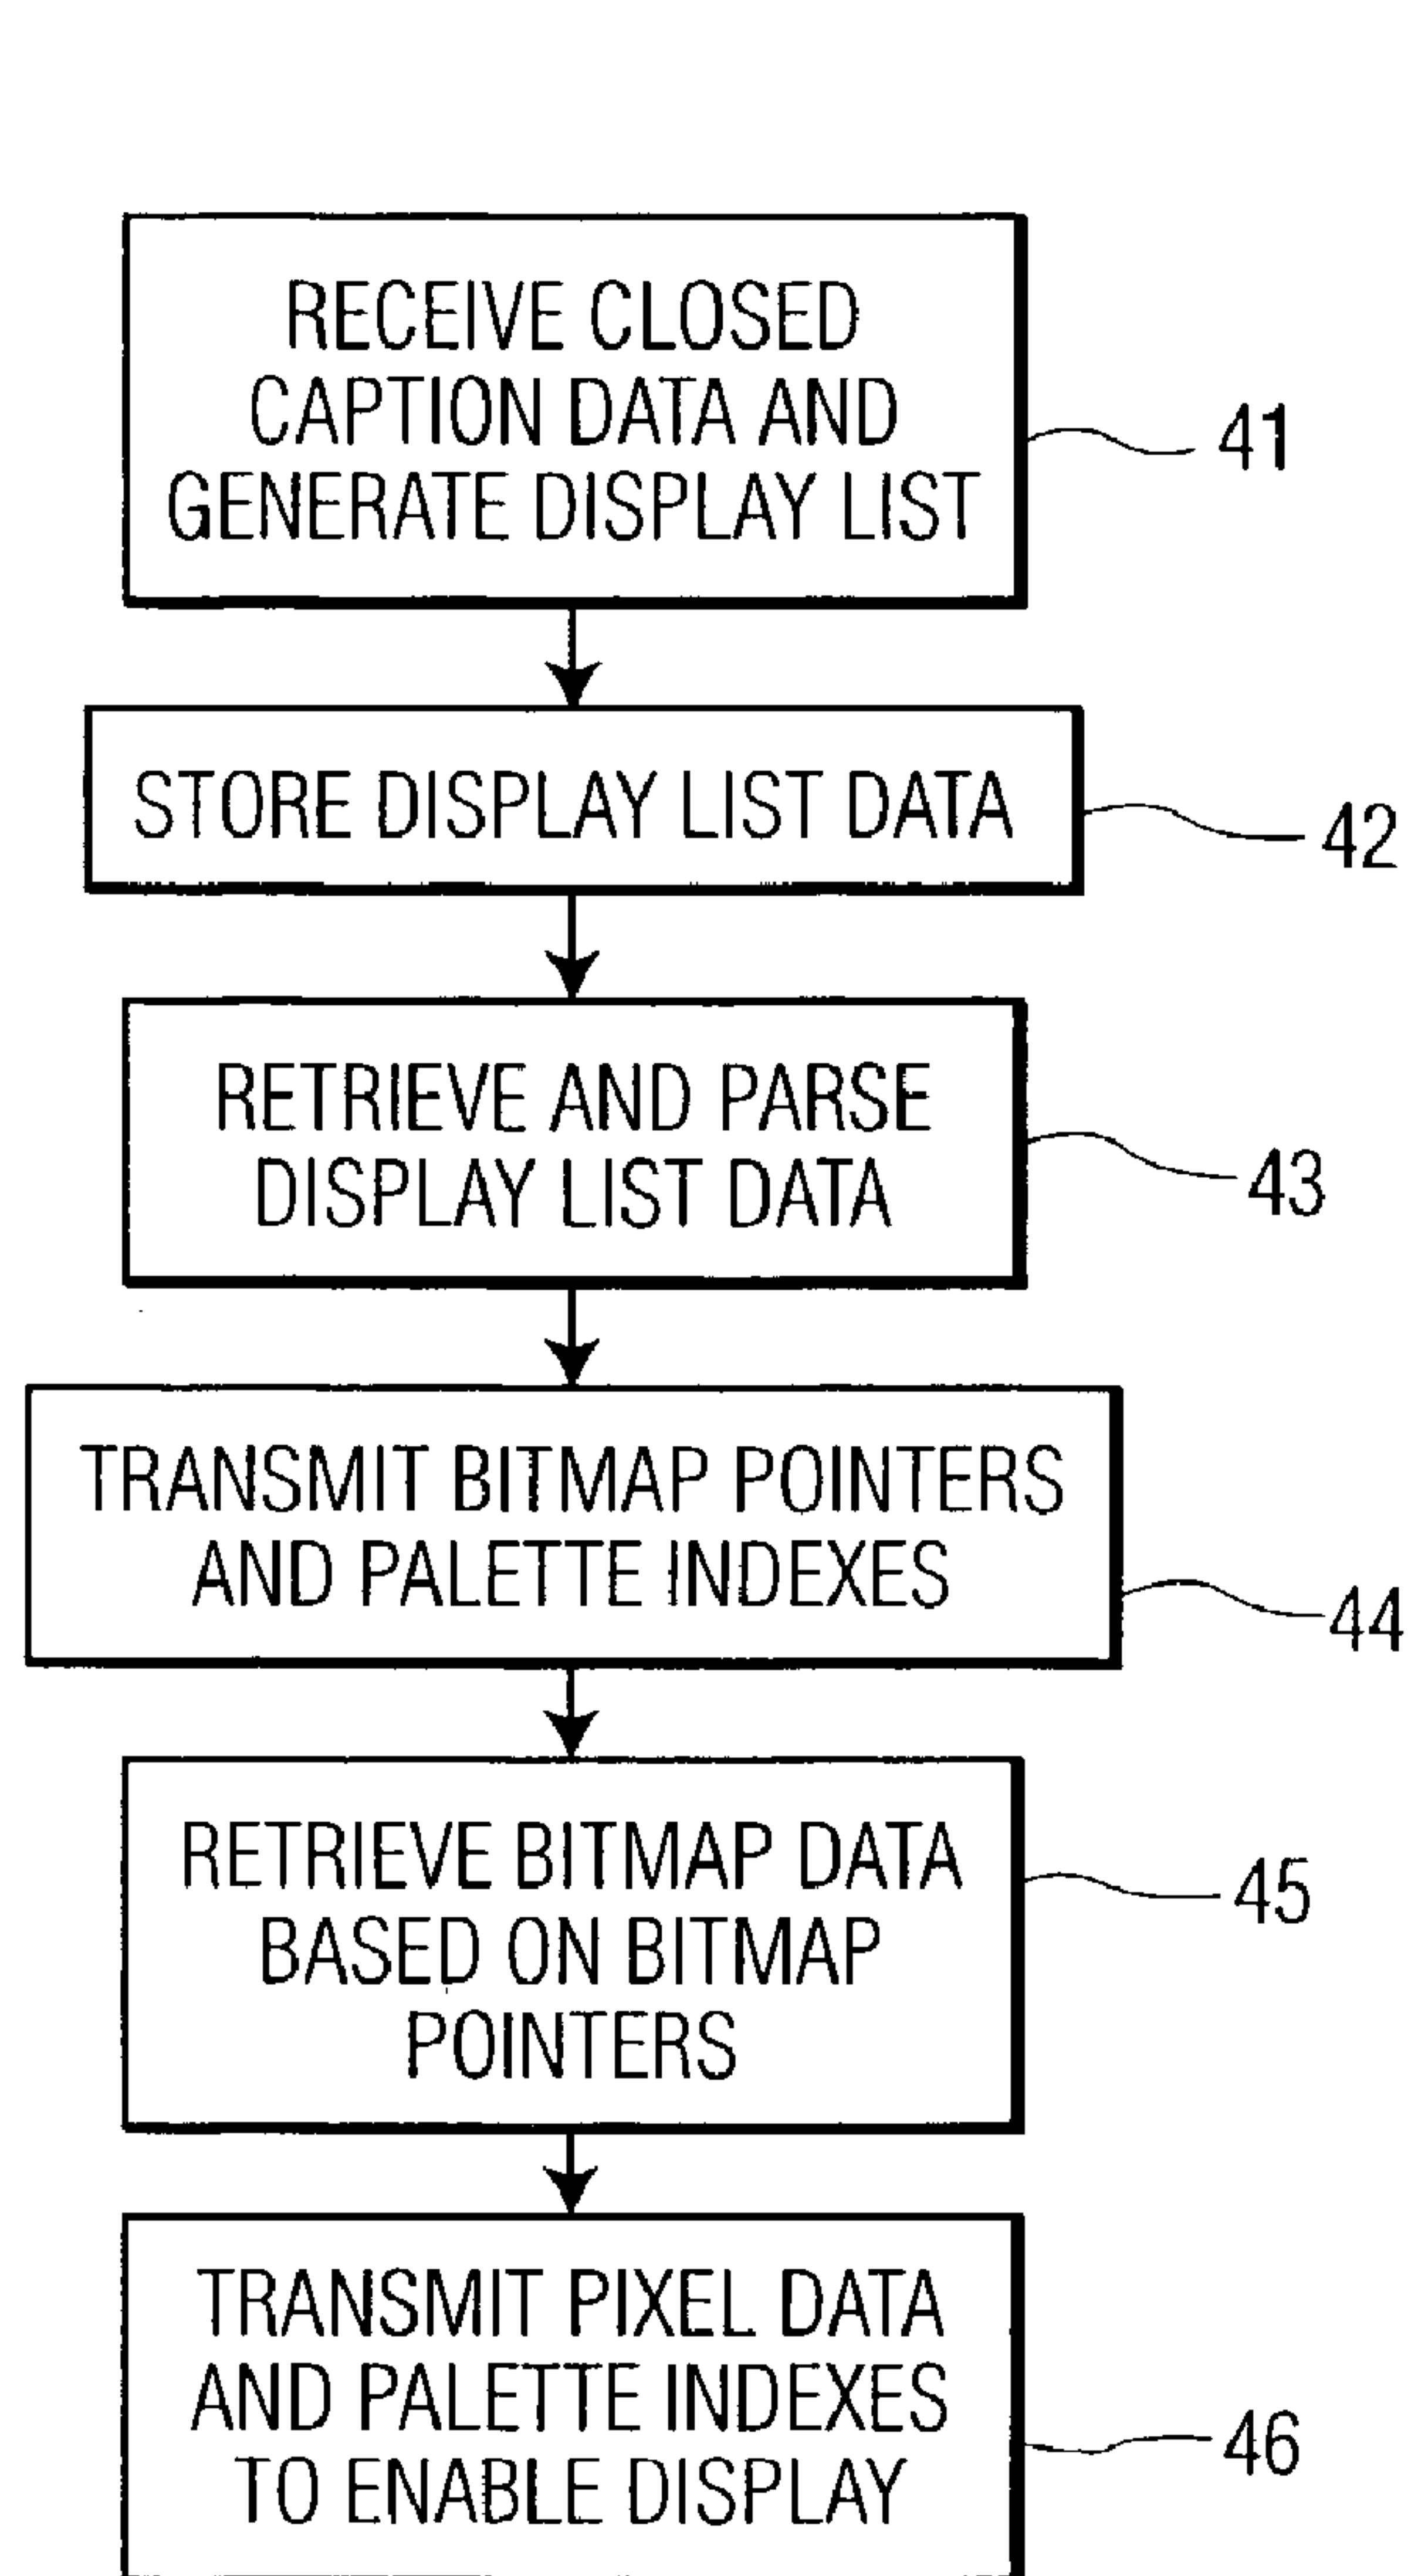 RECEIVE CLOSED
CAPTION DATA AND
GENERATE DISPLAY LIST
41
STORE DISPLAY LIST DATA
42
RETRIEVE AND PARSE
DISPLAY LIST DATA
43
TRANSMIT BITMAP POINTERS
AND PALETTE INDEXES
44
RETRIEVE BITMAP DATA
BASED ON BITMAP
POINTERS
45
TRANSMIT PIXEL DATA
AND PALETTE INDEXES
TO ENABLE DISPLAY
46